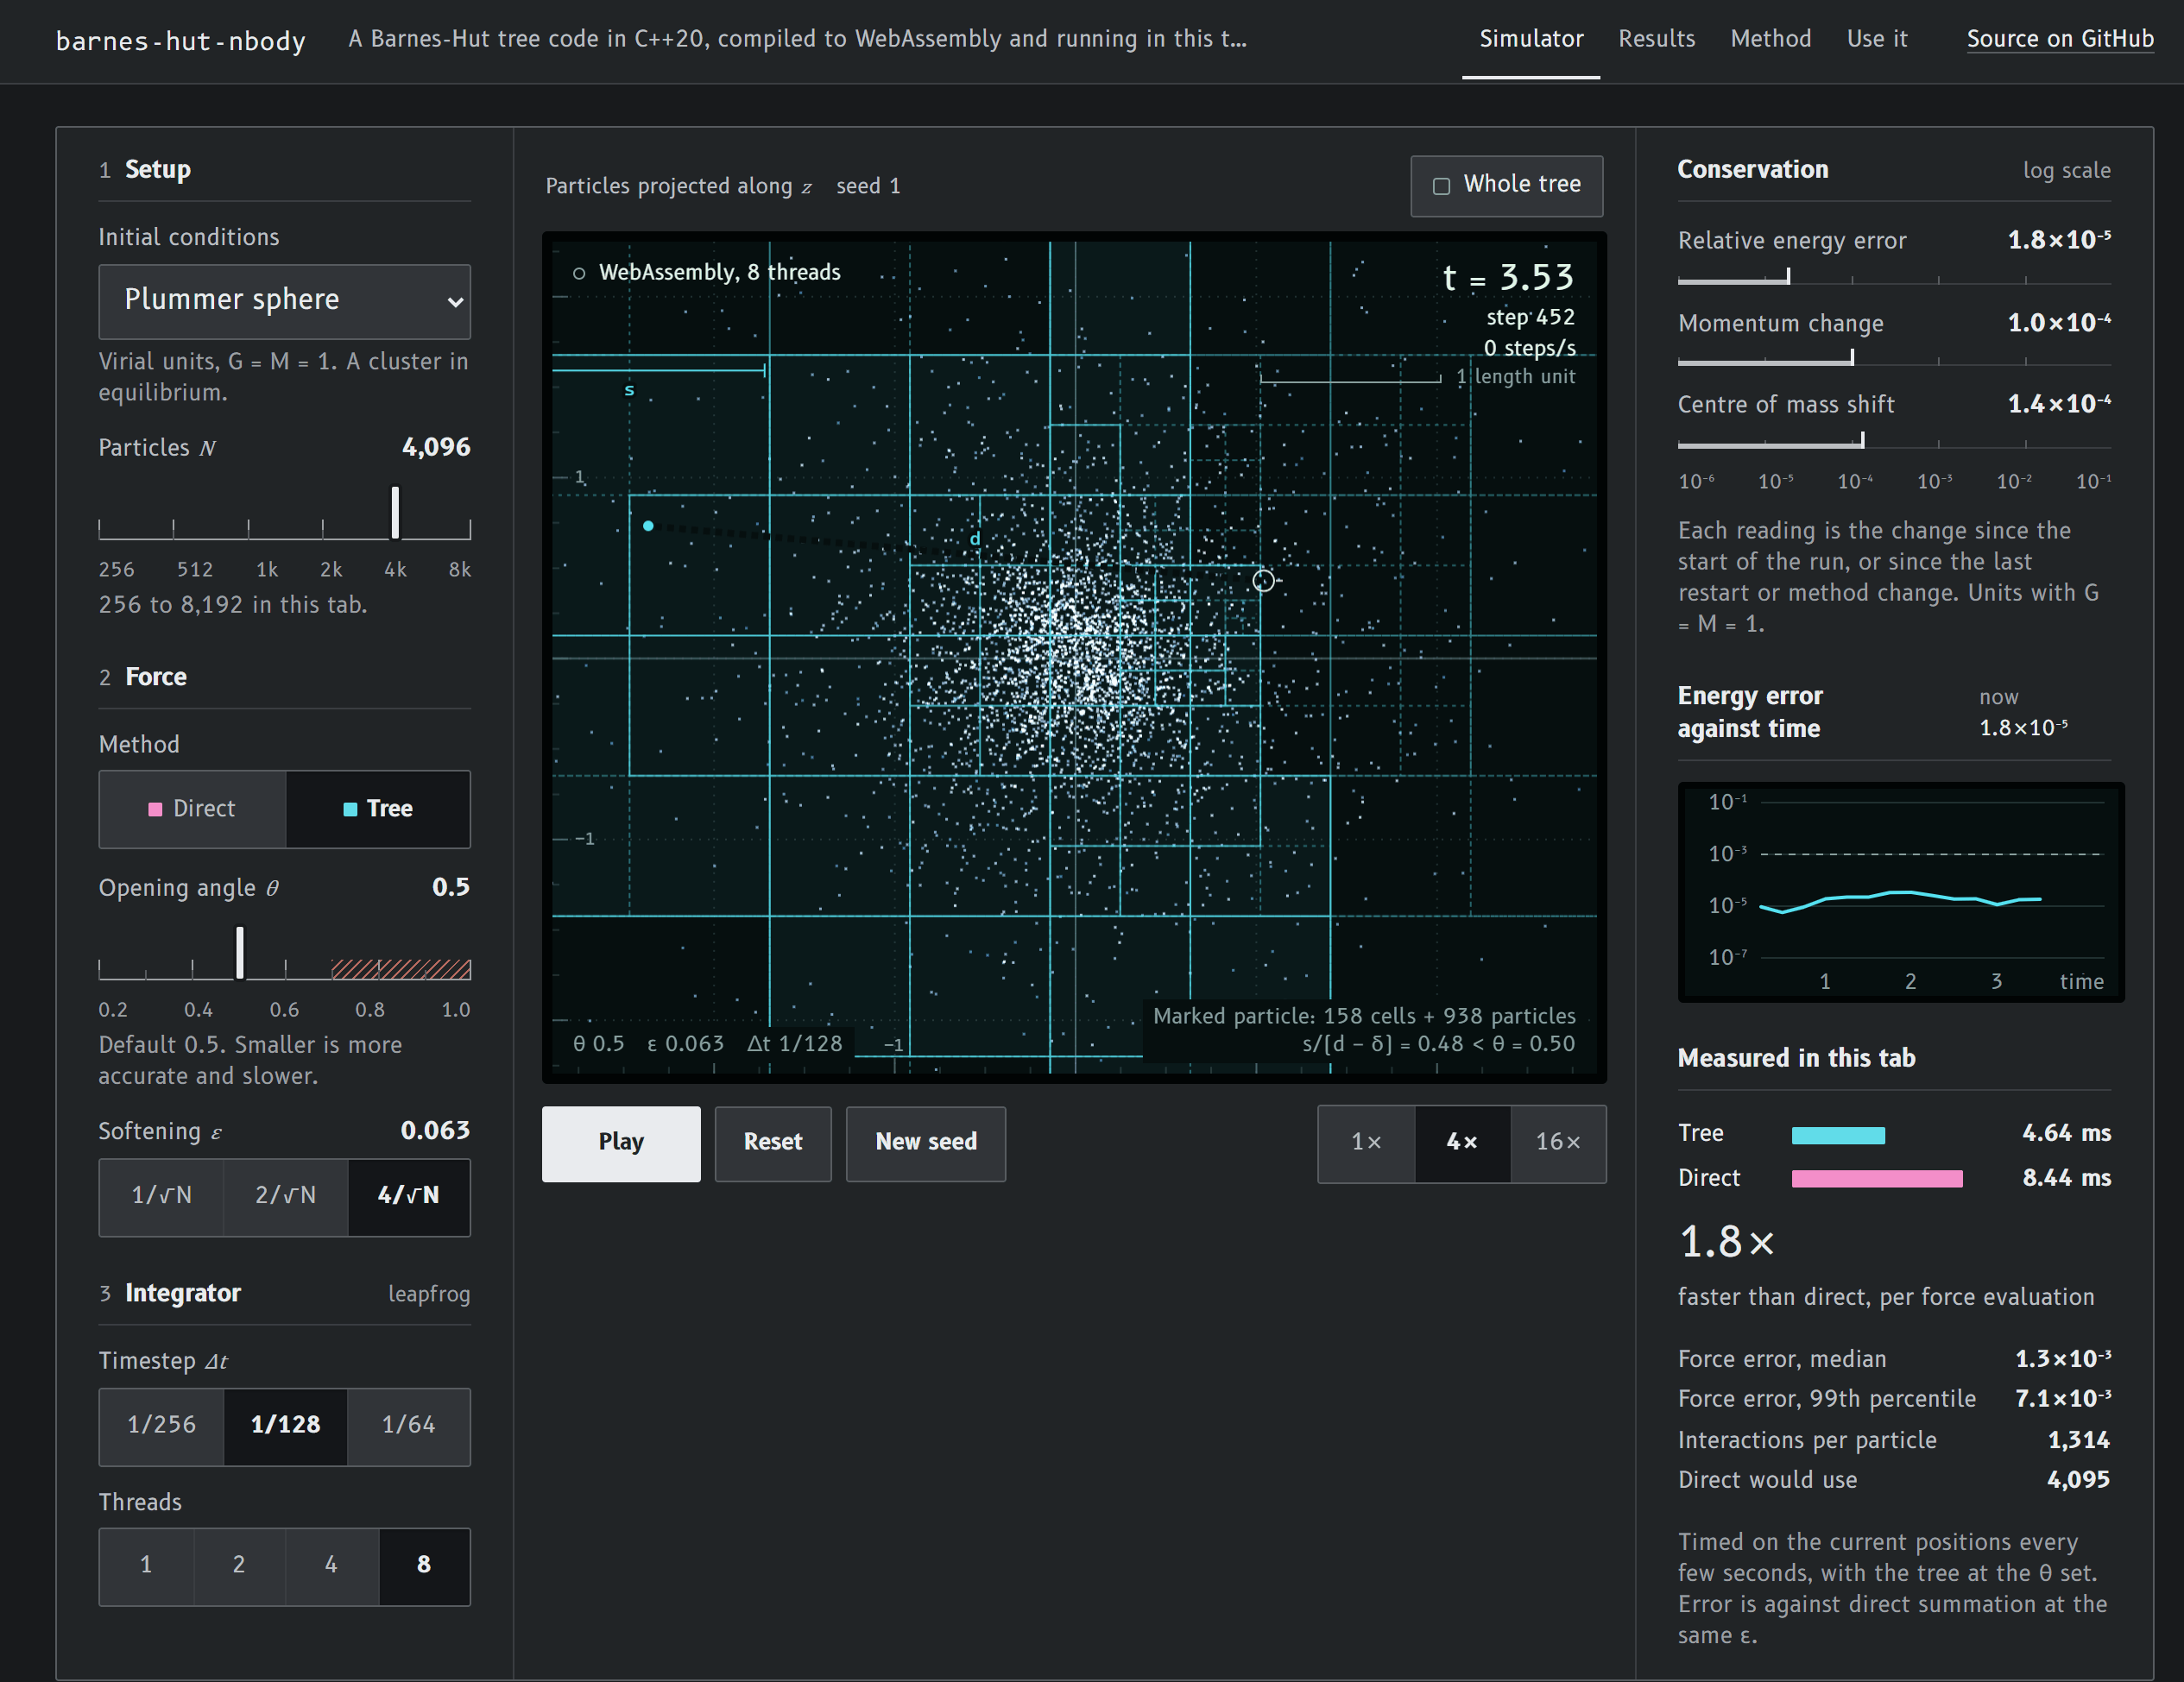 barnes-hut-nbody
A Barnes-Hut tree code in C++20, compiled to WebAssembly and running in this t…
Simulator Results Method Use it Source on GitHub
1 Setup
Initial conditions
Plummer sphere
Virial units, G = M = 1. A cluster in
equilibrium.
Particles N 4,096
256 512 1k 2k 4k 8k
256 to 8,192 in this tab.
2 Force
Method
Direct Tree
Opening angle θ 0.5
0.2 0.4 0.6 0.8 1.0
Default 0.5. Smaller is more
accurate and slower.
Softening ε 0.063
1/√N 2/√N 4/√N
3 Integrator leapfrog
Timestep Δt
1/256 1/128 1/64
Threads
1 2 4 8
Particles projected along z seed 1
Whole tree
WebAssembly, 8 threads
t = 3.53
step 452
0 steps/s
1 length unit
s
1
d
−1
Marked particle: 158 cells + 938 particles
θ 0.5 ε 0.063 Δt 1/128 −1
s/(d − δ) = 0.48 < θ = 0.50
Play Reset New seed
1× 4× 16×
Conservation log scale
Relative energy error 1.8×10⁻⁵
Momentum change 1.0×10⁻⁴
Centre of mass shift 1.4×10⁻⁴
10⁻⁶ 10⁻⁵ 10⁻⁴ 10⁻³ 10⁻² 10⁻¹
Each reading is the change since the
start of the run, or since the last
restart or method change. Units with G
= M = 1.
Energy error
against time
now
1.8×10⁻⁵
10⁻¹
10⁻³
10⁻⁵
10⁻⁷
1 2 3 time
Measured in this tab
Tree 4.64 ms
Direct 8.44 ms
1.8×
faster than direct, per force evaluation
Force error, median 1.3×10⁻³
Force error, 99th percentile 7.1×10⁻³
Interactions per particle 1,314
Direct would use 4,095
Timed on the current positions every
few seconds, with the tree at the θ set.
Error is against direct summation at the
same ε.